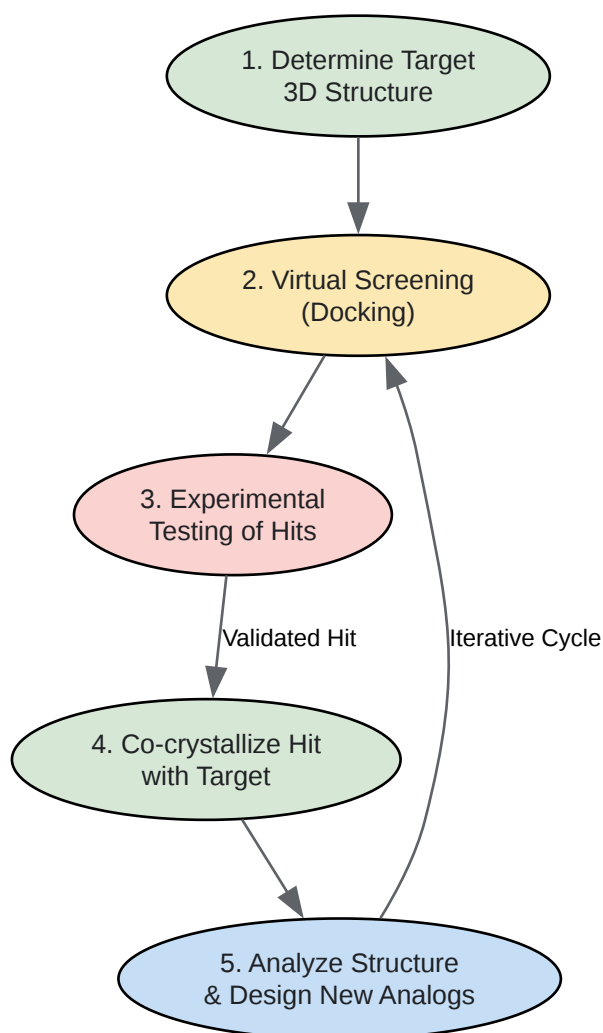 1. Determine Target
3D Structure
2. Virtual Screening
(Docking)
3. Experimental
Testing of Hits
Validated Hit
Iterative Cycle
4. Co-crystallize Hit
with Target
5. Analyze Structure
& Design New Analogs